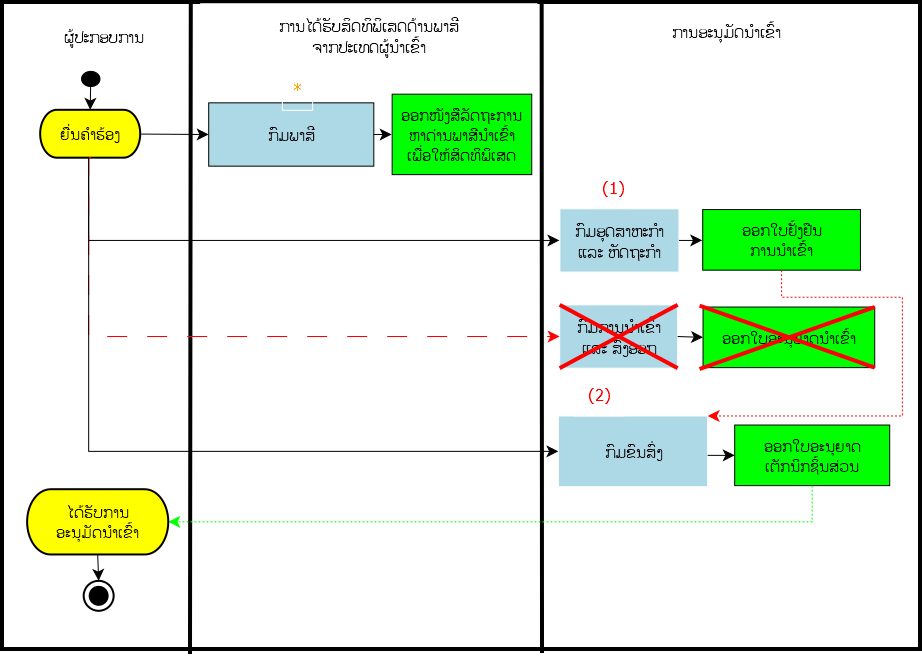 ຜູ້ປະກອບການ
ການໄດ້ຮັບສິດທິພິເສດດ້ານພາສີ
ຈາກປະເທດຜູ້ນຳເຂົ້າ
ການອະນຸມັດນຳເຂົ້າ
*
ຍື່ນຄຳຮ້ອງ
ກົມພາສີ
ອອກໜັງສືລັດຖະການ
ຫາດ່ານພາສີນຳເຂົ້າ
ເພື່ອໃຫ້ສິດທິພິເສດ
(1)
ກົມອຸດສາຫະກຳ
ແລະ ຫັດຖະກຳ
ອອກໃບຢັ້ງຢືນ
ການນຳເຂົ້າ
ກົມການນຳເຂົ້າ
ແລະ ສົ່ງອອກ
ອອກໃບອະນຸຍາດນຳເຂົ້າ
(2)
ກົມຂົນສົ່ງ
ອອກໃບອະນຸຍາດ
ເຕັກນິກຊິ້ນສ່ວນ
ໄດ້ຮັບການ
ອະນຸມັດນຳເຂົ້າ